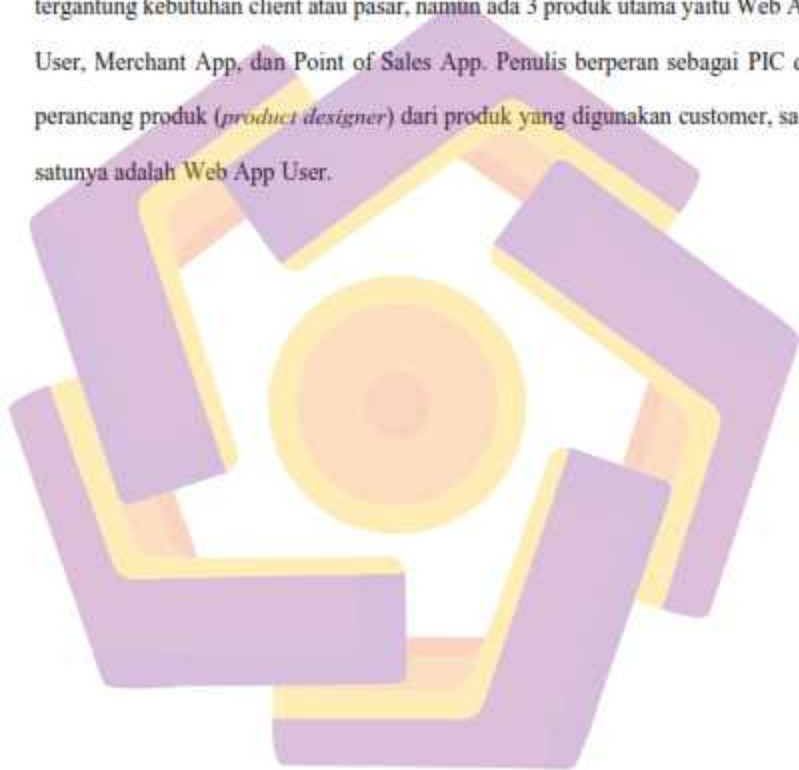 tergantung kebutuhan client atau pasar, namun ada 3 produk utama yaitu Web A
User, Merchant App, dan Point of Sales App. Penulis berperan sebagai PIC
perancang produk (product designer) dari produk yang digunakan customer, sa
satunya adalah Web App User.